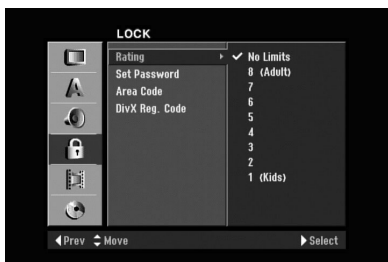 LOCK
Rating
Set Password
Area Code
DivX Reg. Code
No Limits
8 (Adult)
7
6
5
4
3
2
1 (Kids)
Prev Move Select